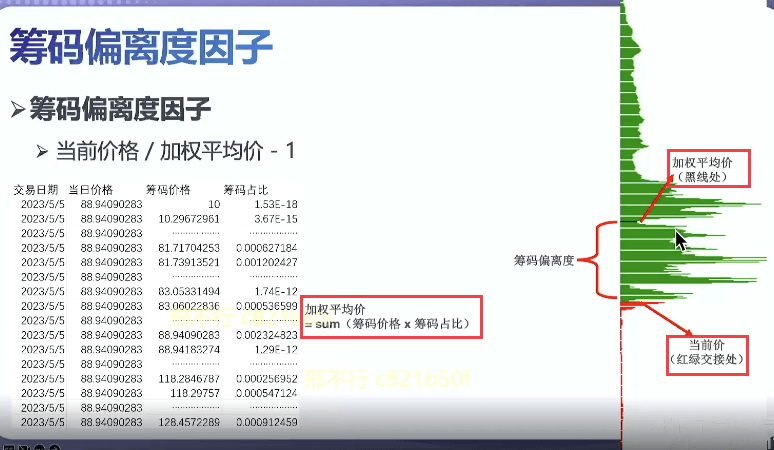 筹码偏离度因子
筹码偏离度因子
当前价格 / 加权平均价 - 1
交易日期 当日价格 筹码价格 筹码占比
2023/5/5 88.94090283 10 1.53E-18
2023/5/5 88.94090283 10.29672961 3.67E-15
2023/5/5 88.94090283 ················ ················
2023/5/5 88.94090283 81.71704253 0.000627184
2023/5/5 88.94090283 81.73913521 0.001202427
2023/5/5 88.94090283 ················ ················
2023/5/5 88.94090283 83.05331494 1.74E-12
2023/5/5 88.94090283 83.06022836 0.000536599
2023/5/5 88.94090283 ················
2023/5/5 88.94090283 88.94090283 0.002324823
2023/5/5 88.94090283 88.94183274 1.29E-12
2023/5/5 88.94090283 ················ ················
2023/5/5 88.94090283 118.2846787 0.000256952
2023/5/5 88.94090283 118.29757 0.000547124
2023/5/5 88.94090283 ················ ················
2023/5/5 88.94090283 128.4572289 0.000912459
加权平均价
= sum（筹码价格 x 筹码占比）
邢不行 c821b50f
加权平均价
（黑线处）
筹码偏离度
当前价
（红绿交接处）